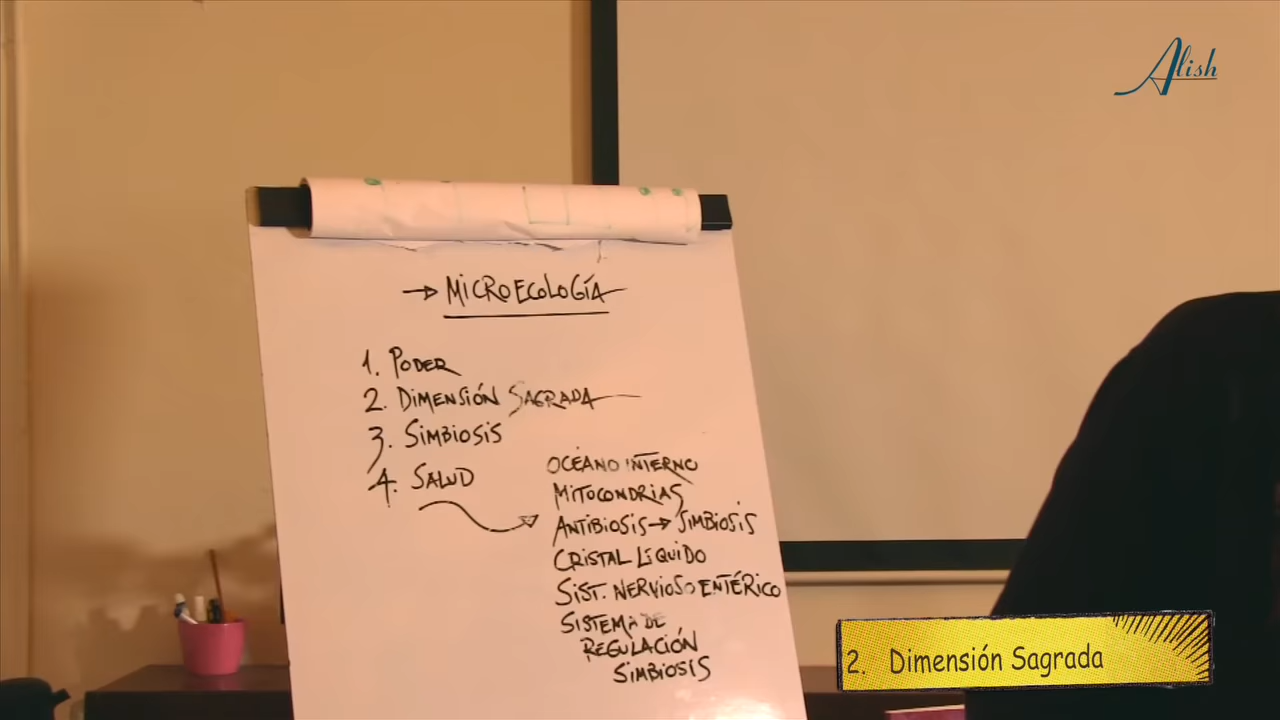 Alish
→ MICROECOLOGÍA
1. PODER
2. DIMENSIÓN SAGRADA
3. SIMBIOSIS
4. SALUD
OCÉANO INTERNO
MITOCONDRIAS
ANTIBIOSIS → SIMBIOSIS
CRISTAL LÍQUIDO
SIST. NERVIOSO ENTÉRICO
SISTEMA DE
REGULACIÓN
SIMBIOSIS
2. Dimensión Sagrada